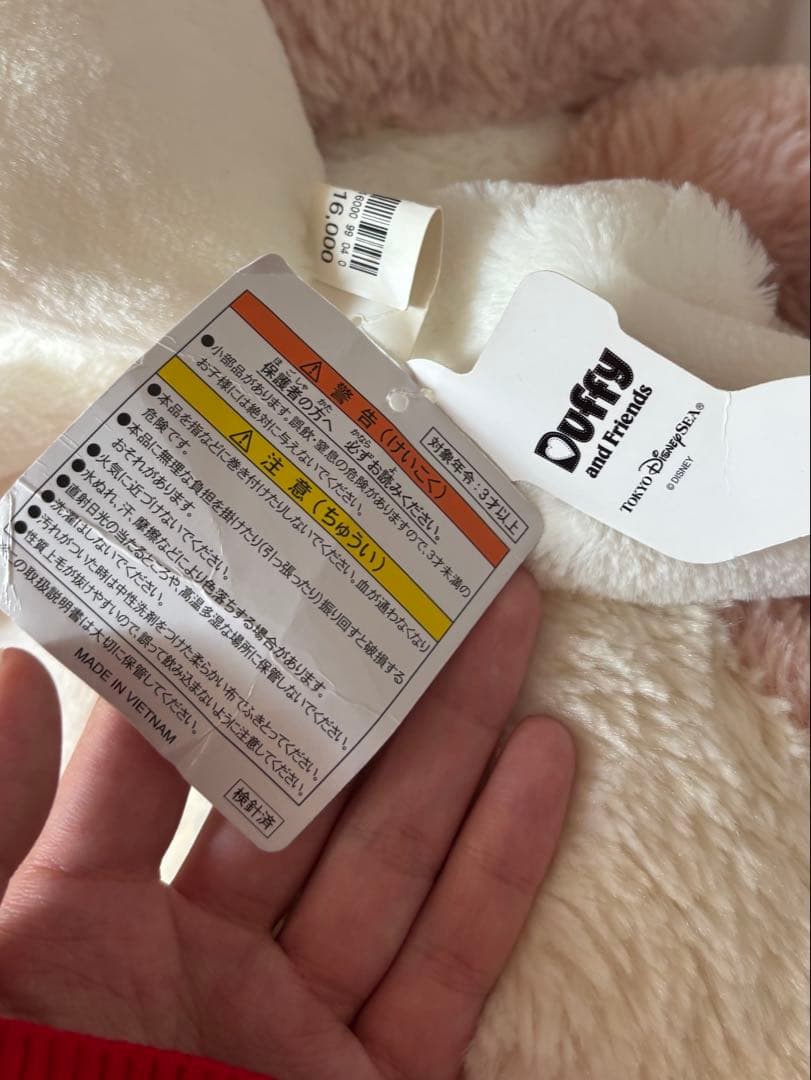 6000 99 04 0
16,000
Duffy
and Friends
TOKYO DISNEYSEA®
© DISNEY
対象年令:3才以上
⚠ 警告(けいこく)
ほごしゃ かた かなら よ
保護者の方へ 必ずお読みください。
●小部品があります。誤飲・窒息の危険がありますので、3才未満の
お子様には絶対に与えないでください。
⚠ 注意(ちゅうい)
●本品を指などに巻き付けたりしないでください。血が通わなくなり
危険です。
●本品に無理な負担を掛けたり(引っ張ったり)振り回すと破損する
おそれがあります。
●火気に近づけないでください。
●水ぬれ、汗、摩擦などにより色落ちする場合があります。
●直射日光の当たるところや、高温多湿な場所に保管しないでください。
●洗濯はしないでください。
●汚れがついた時は中性洗剤をつけた柔らかい布でふきとってください。
●性質上毛が抜けやすいので、誤って飲み込まないように注意してください。
の取扱説明書は大切に保管してください。
MADE IN VIETNAM
検針済